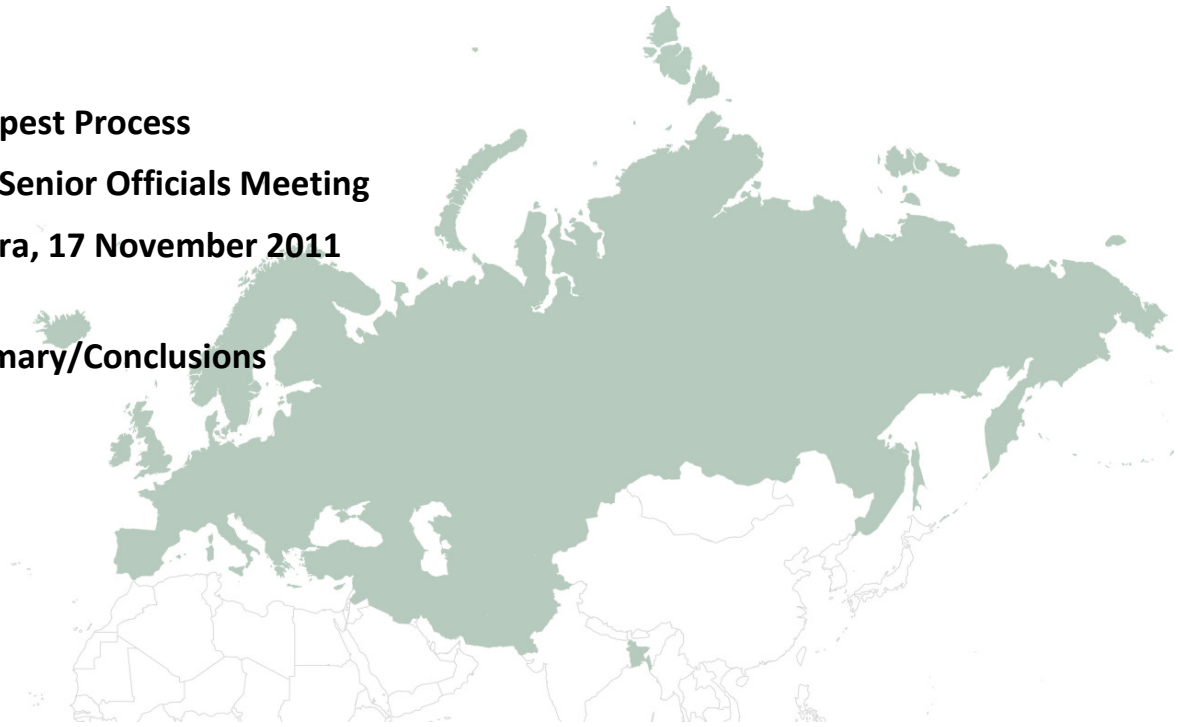 pest Process
Senior Officials Meeting
ra, 17 November 2011
mary/Conclusions